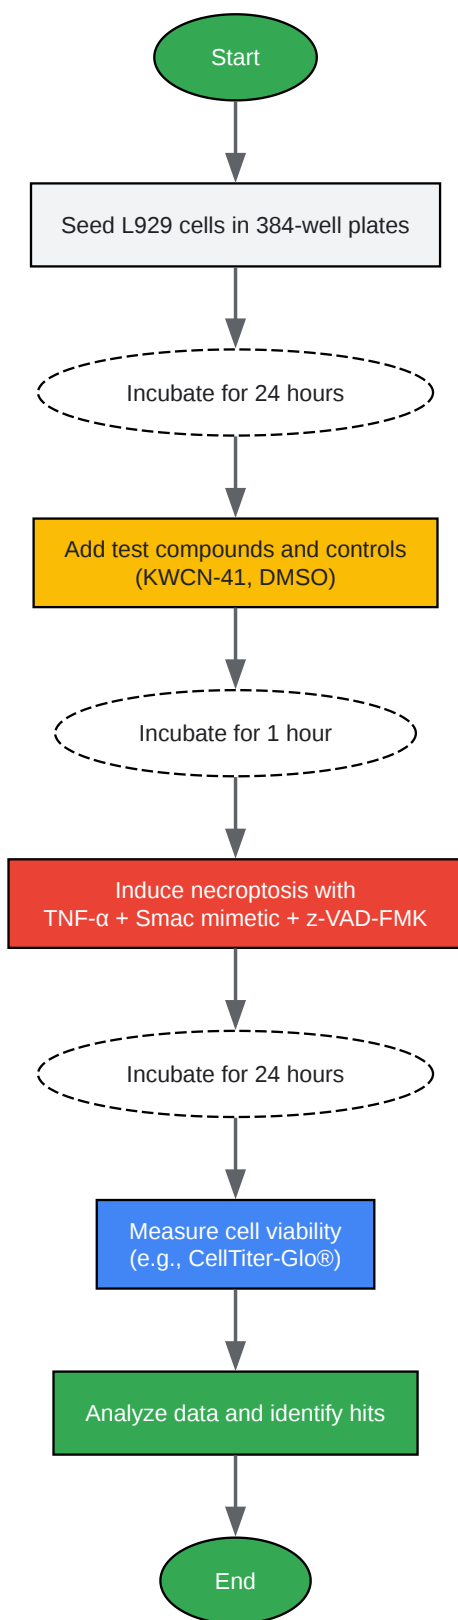 Start
Seed L929 cells in 384-well plates
Incubate for 24 hours
Add test compounds and controls
(KWCN-41, DMSO)
Incubate for 1 hour
Induce necroptosis with
TNF-α + Smac mimetic + z-VAD-FMK
Incubate for 24 hours
Measure cell viability
(e.g., CellTiter-Glo®)
Analyze data and identify hits
End